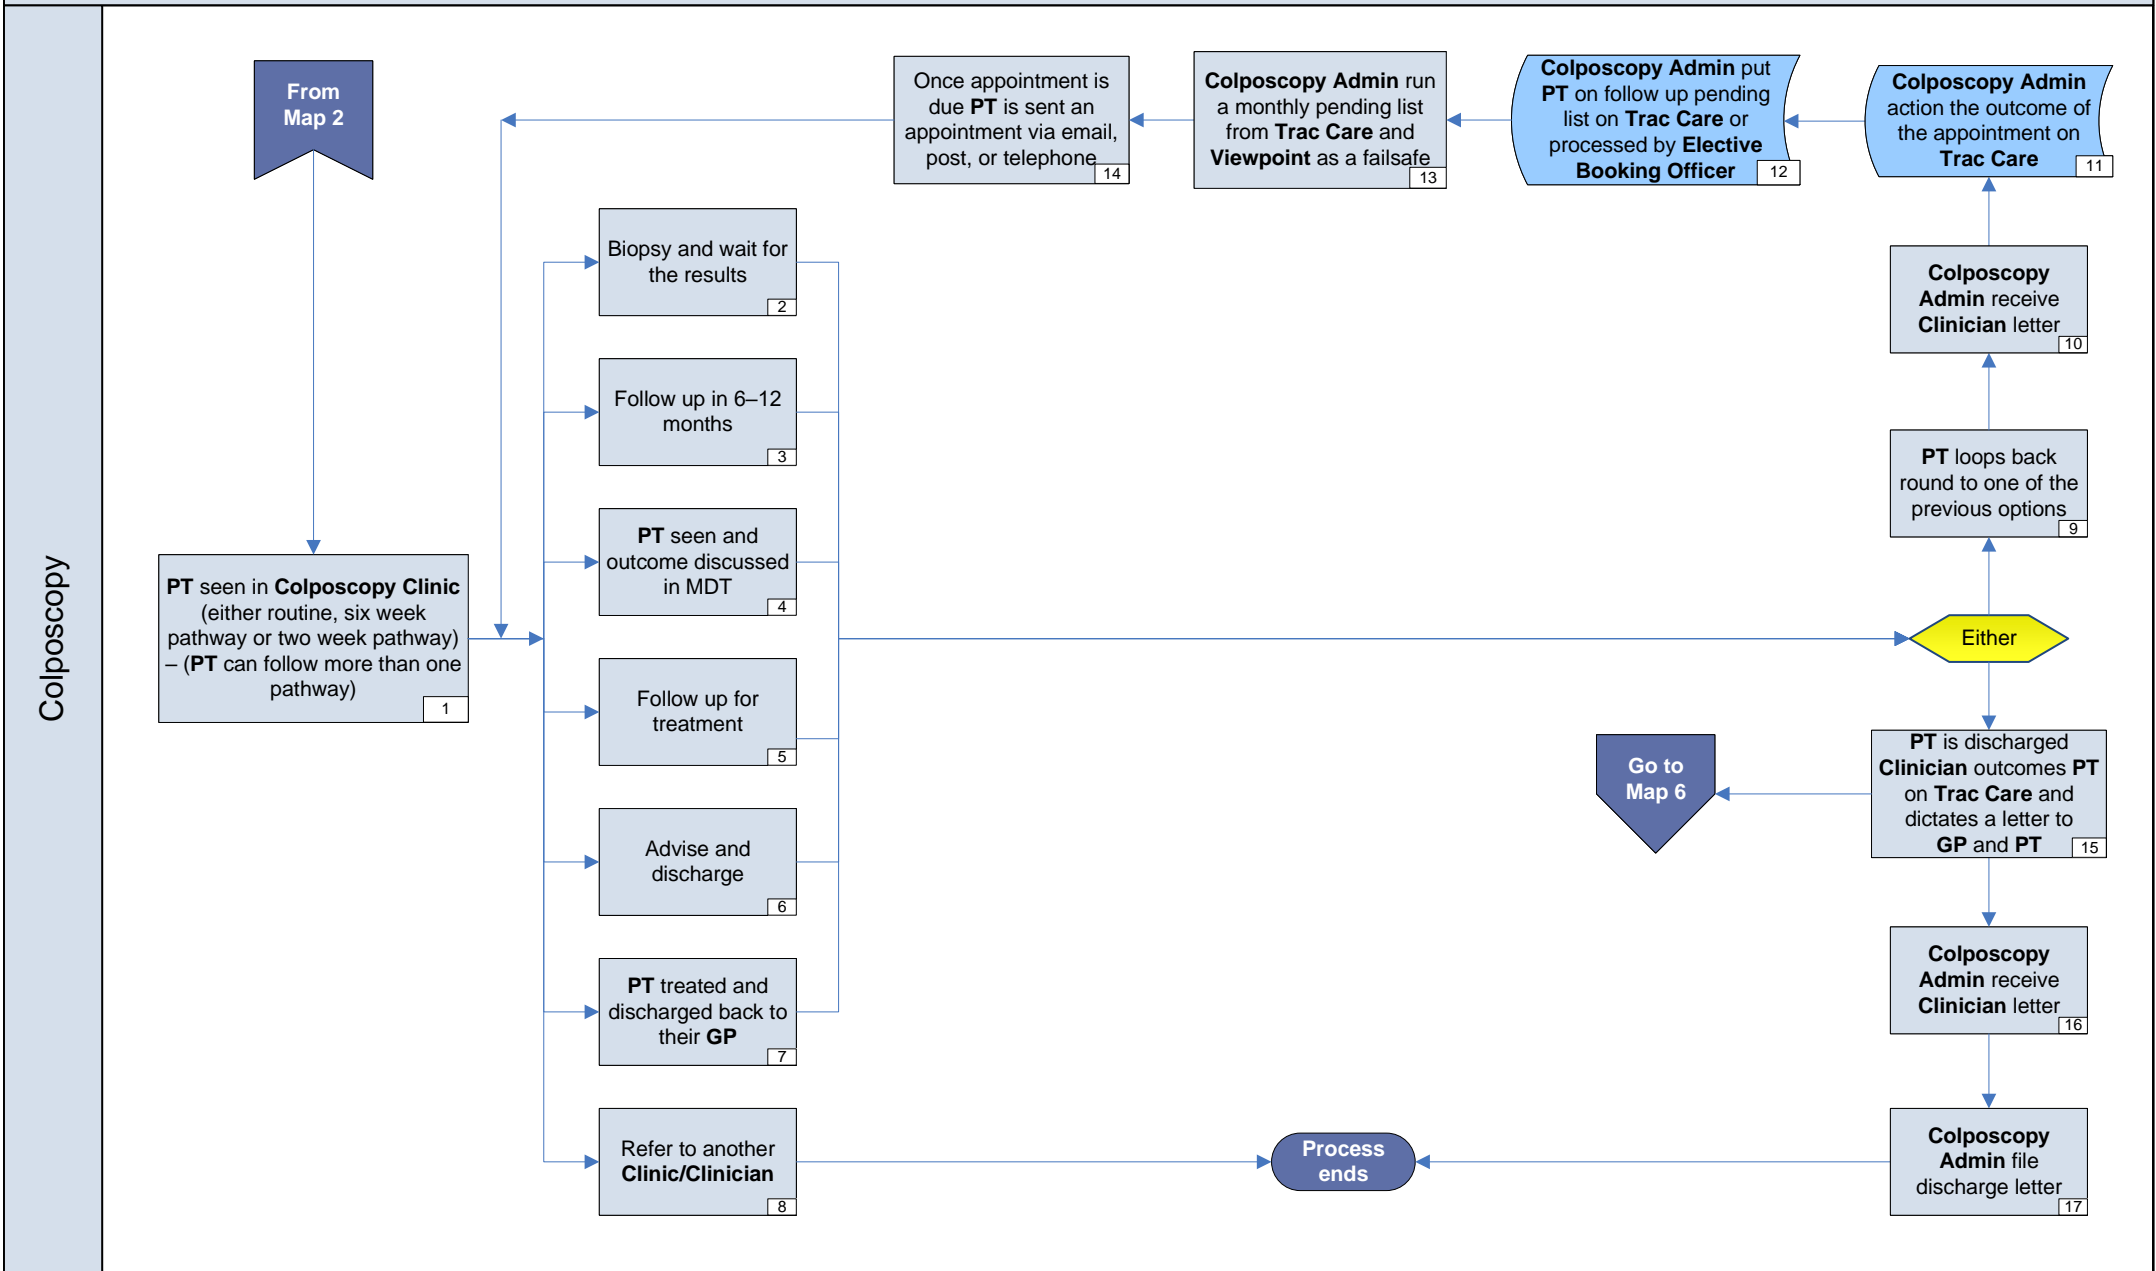 Colposcopy
From
Map 2
PT seen in Colposcopy Clinic
(either routine, six week
pathway or two week pathway)
– (PT can follow more than one
pathway)
1
Biopsy and wait for
the results
2
Follow up in 6–12
months
3
PT seen and
outcome discussed
in MDT
4
Follow up for
treatment
5
Advise and
discharge
6
PT treated and
discharged back to
their GP
7
Refer to another
Clinic/Clinician
8
Either
PT loops back
round to one of the
previous options
9
Colposcopy
Admin receive
Clinician letter
10
Colposcopy Admin
action the outcome of
the appointment on
Trac Care
11
Colposcopy Admin put
PT on follow up pending
list on Trac Care or
processed by Elective
Booking Officer
12
Colposcopy Admin run
a monthly pending list
from Trac Care and
Viewpoint as a failsafe
13
Once appointment is
due PT is sent an
appointment via email,
post, or telephone
14
PT is discharged
Clinician outcomes PT
on Trac Care and
dictates a letter to
GP and PT
15
Go to
Map 6
Colposcopy
Admin receive
Clinician letter
16
Colposcopy
Admin file
discharge letter
17
Process
ends